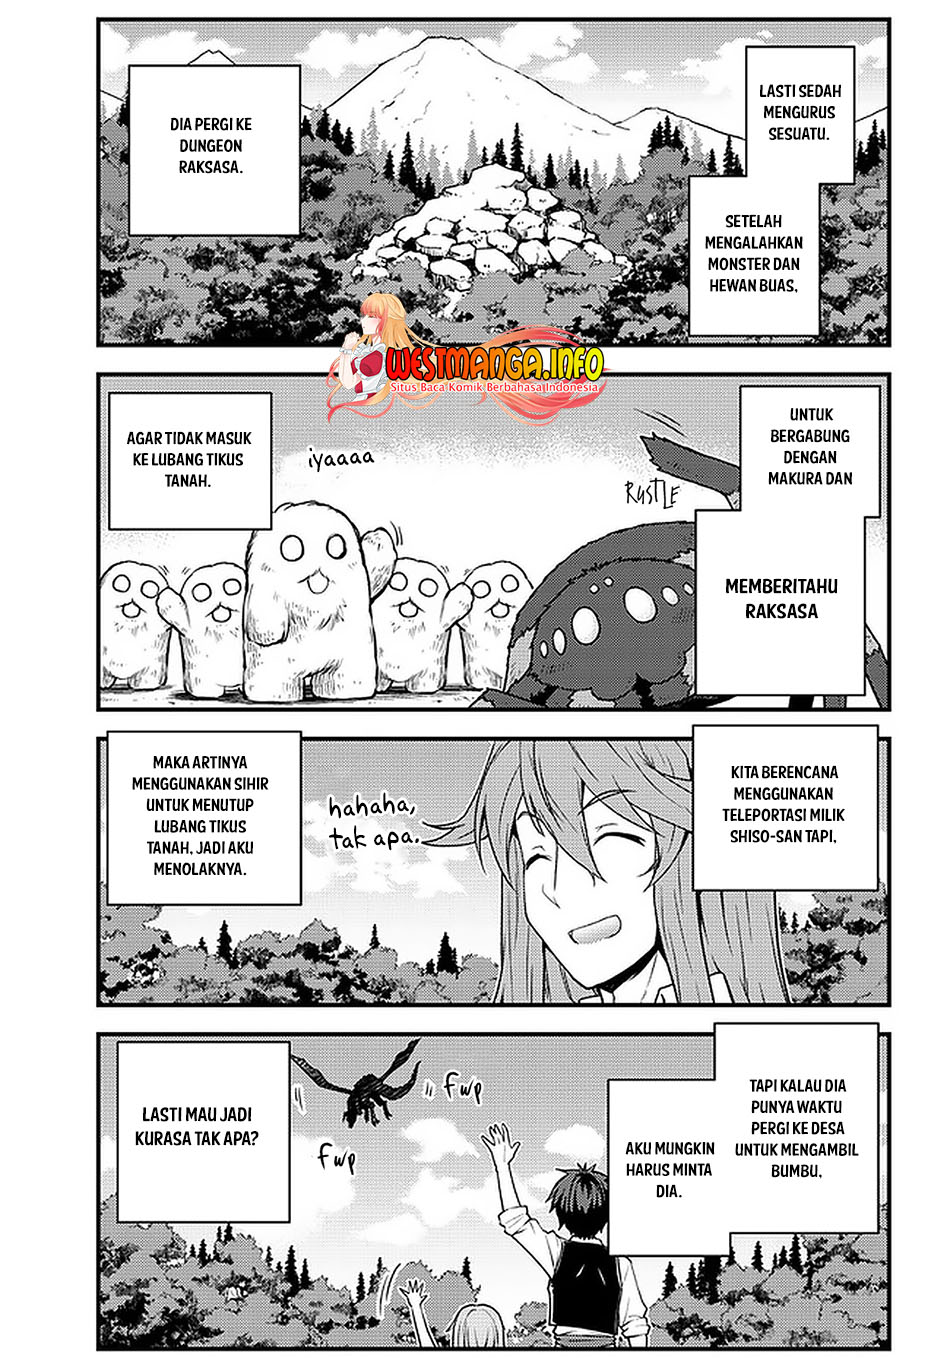 LASTI SEDAH
MENGURUS
SESUATU.
SETELAH
MENGALAHKAN
MONSTER DAN
HEWAN BUAS,
DIA PERGI KE
DUNGEON
RAKSASA.
WESTMANGA.INFO
Situs Baca Komik Berbahasa Indonesia
UNTUK
BERGABUNG
DENGAN
MAKURA DAN
MEMBERITAHU
RAKSASA
RUSTLE
iyaaaa
AGAR TIDAK MASUK
KE LUBANG TIKUS
TANAH.
KITA BERENCANA
MENGGUNAKAN
TELEPORTASI MILIK
SHISO-SAN TAPI,
hahaha,
tak apa.
MAKA ARTINYA
MENGGUNAKAN SIHIR
UNTUK MENUTUP
LUBANG TIKUS
TANAH, JADI AKU
MENOLAKNYA.
TAPI KALAU DIA
PUNYA WAKTU
PERGI KE DESA
UNTUK MENGAMBIL
BUMBU,
AKU MUNGKIN
HARUS MINTA
DIA.
fwp
fwp
LASTI MAU JADI
KURASA TAK APA?